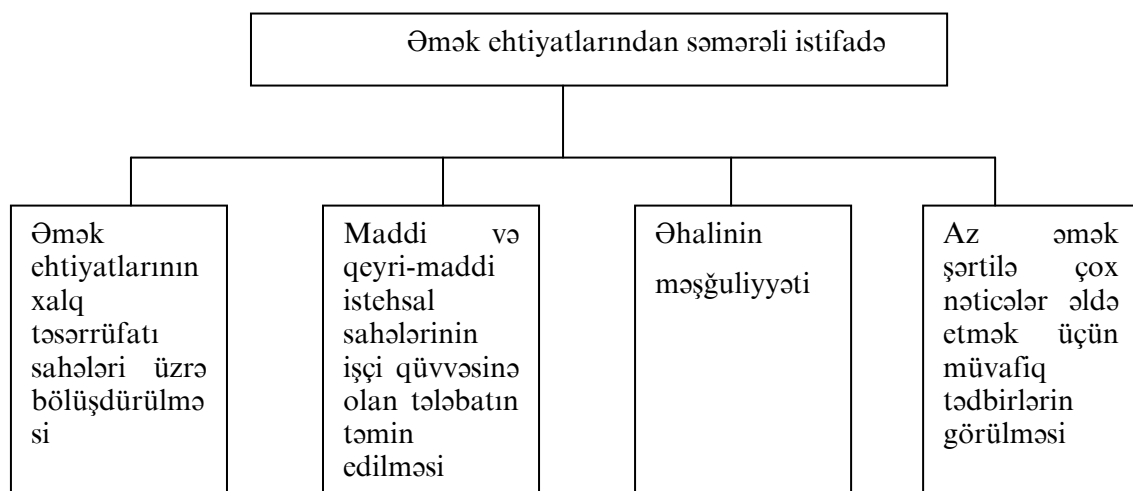 Əmək ehtiyatlarından səmərəli istifadə
Əmək
ehtiyatlarının
xalq
təsərrüfatı
sahələri üzrə
bölüşdürülmə
si
Maddi və
qeyri-maddi
istehsal
sahələrinin
işçi qüvvəsinə
olan tələbatın
təmin
edilməsi
Əhalinin
məşğuliyyəti
Az əmək
şərtilə çox
nəticələr əldə
etmək üçün
müvafiq
tədbirlərin
görülməsi